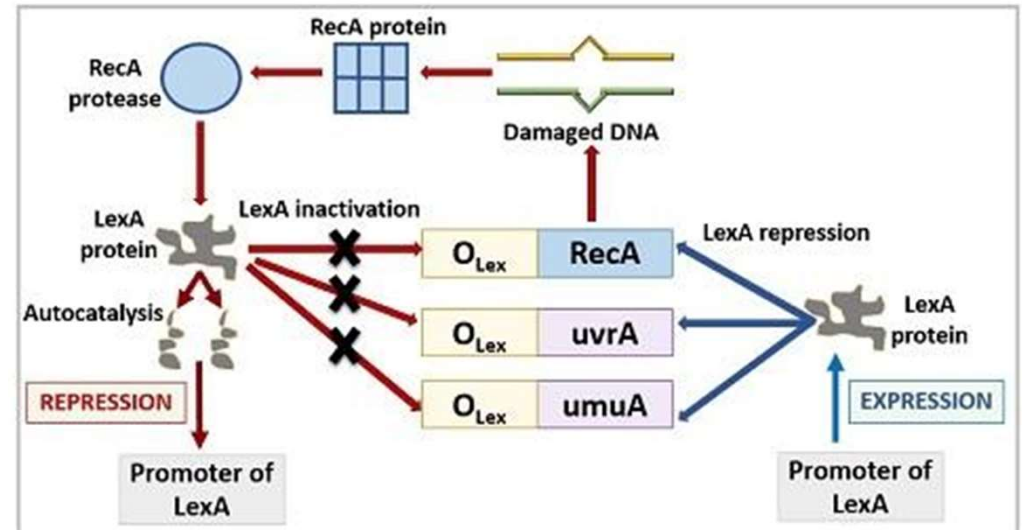 RecA protein
RecA
protease
Damaged DNA
LexA
protein
LexA inactivation
LexA repression
O Lex RecA
O Lex uvrA
O Lex umuA
LexA
protein
Autocatalysis
REPRESSION
EXPRESSION
Promoter of
LexA
Promoter of
LexA